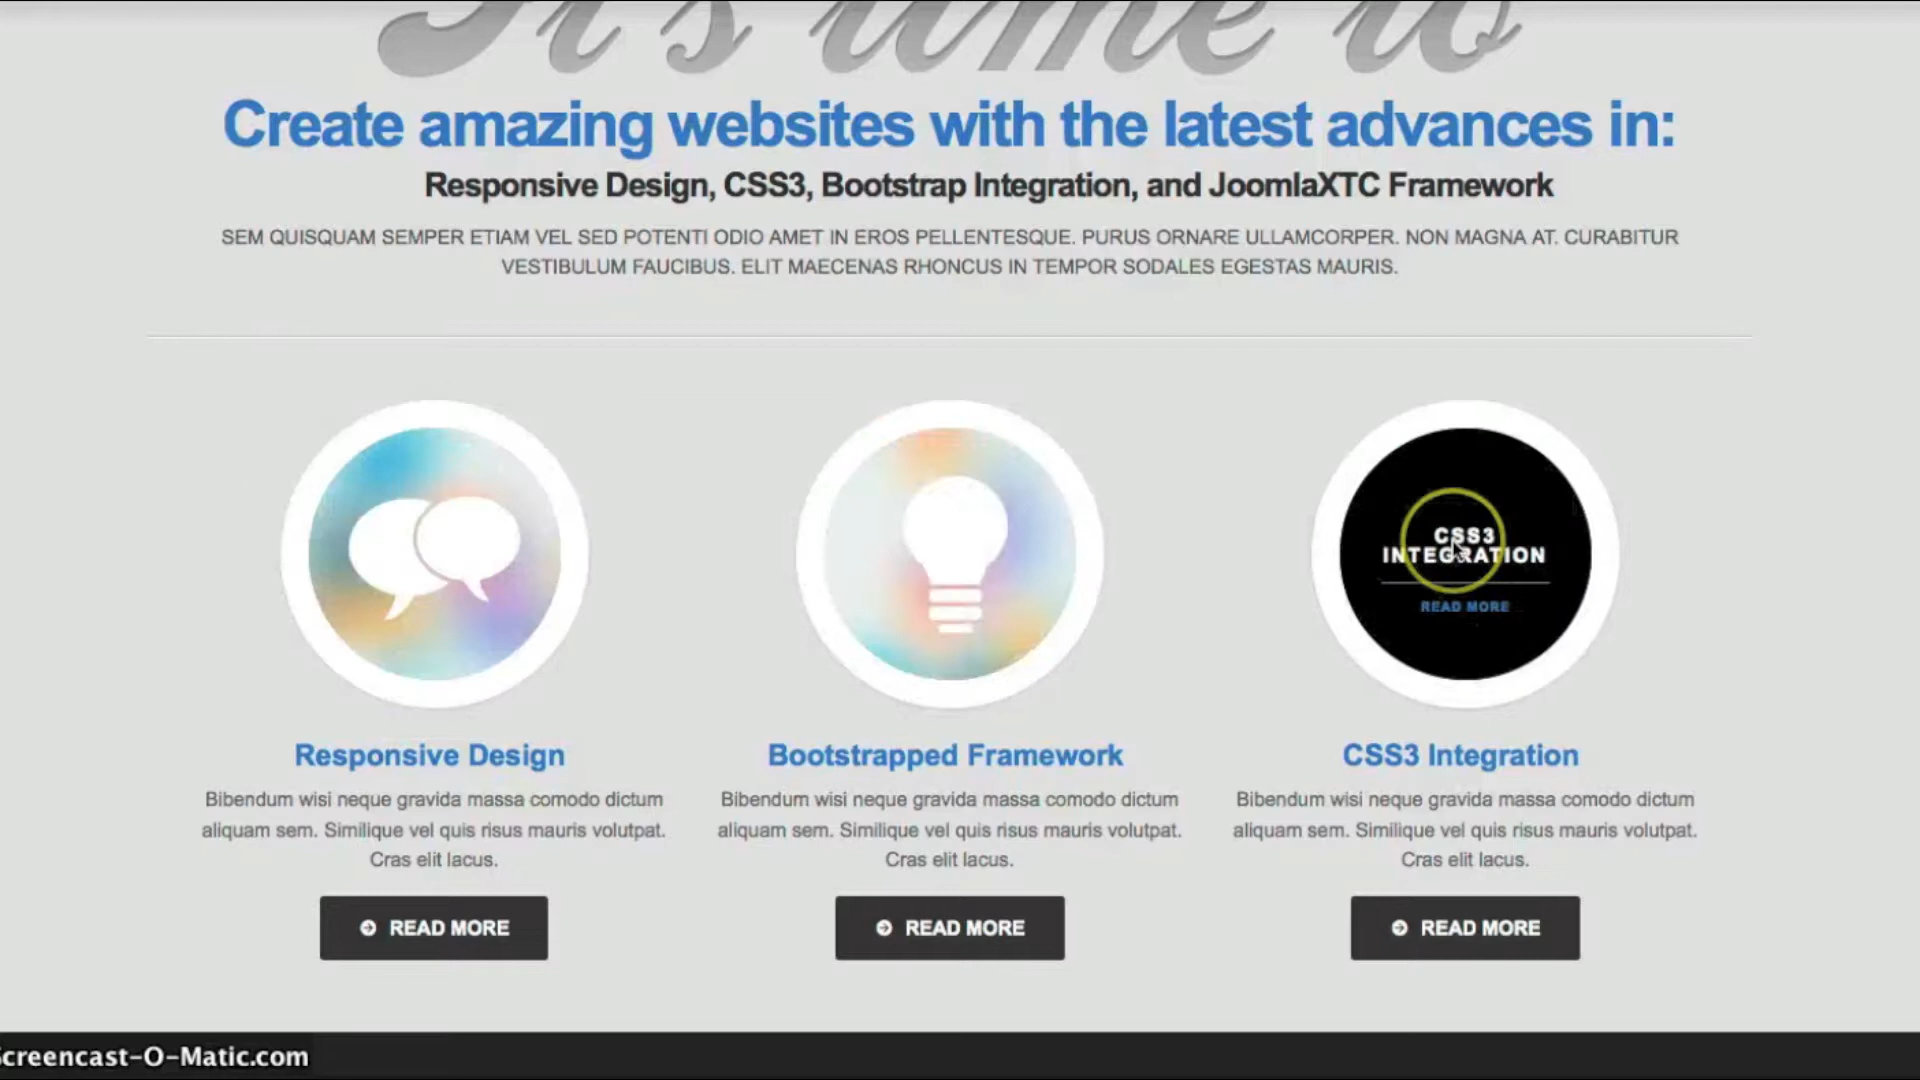 It's time to
Create amazing websites with the latest advances in:
Responsive Design, CSS3, Bootstrap Integration, and JoomlaXTC Framework
SEM QUISQUAM SEMPER ETIAM VEL SED POTENTI ODIO AMET IN EROS PELLENTESQUE. PURUS ORNARE ULLAMCORPER. NON MAGNA AT. CURABITUR
VESTIBULUM FAUCIBUS. ELIT MAECENAS RHONCUS IN TEMPOR SODALES EGESTAS MAURIS.
CSS3
INTEGRATION
READ MORE
Responsive Design
Bibendum wisi neque gravida massa comodo dictum
aliquam sem. Similique vel quis risus mauris volutpat.
Cras elit lacus.
READ MORE
Bootstrapped Framework
Bibendum wisi neque gravida massa comodo dictum
aliquam sem. Similique vel quis risus mauris volutpat.
Cras elit lacus.
READ MORE
CSS3 Integration
Bibendum wisi neque gravida massa comodo dictum
aliquam sem. Similique vel quis risus mauris volutpat.
Cras elit lacus.
READ MORE
Screencast-O-Matic.com